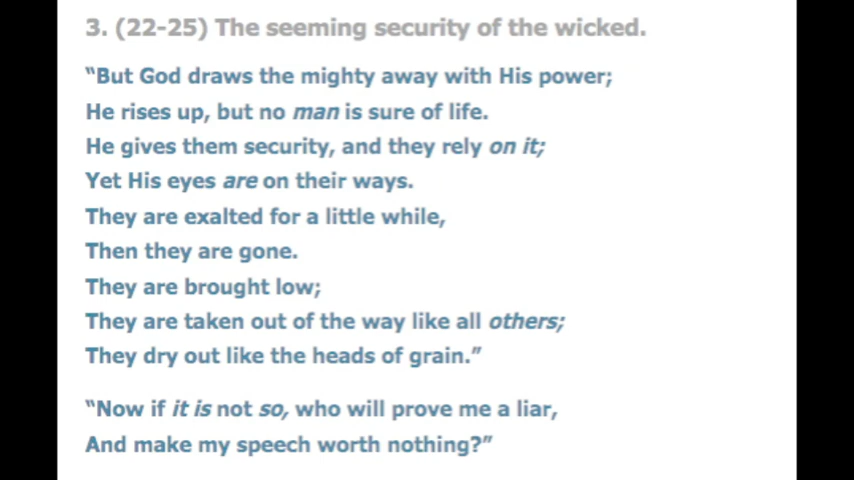 3. (22-25) The seeming security of the wicked.
“But God draws the mighty away with His power;
He rises up, but no man is sure of life.
He gives them security, and they rely on it;
Yet His eyes are on their ways.
They are exalted for a little while,
Then they are gone.
They are brought low;
They are taken out of the way like all others;
They dry out like the heads of grain.”
“Now if it is not so, who will prove me a liar,
And make my speech worth nothing?”